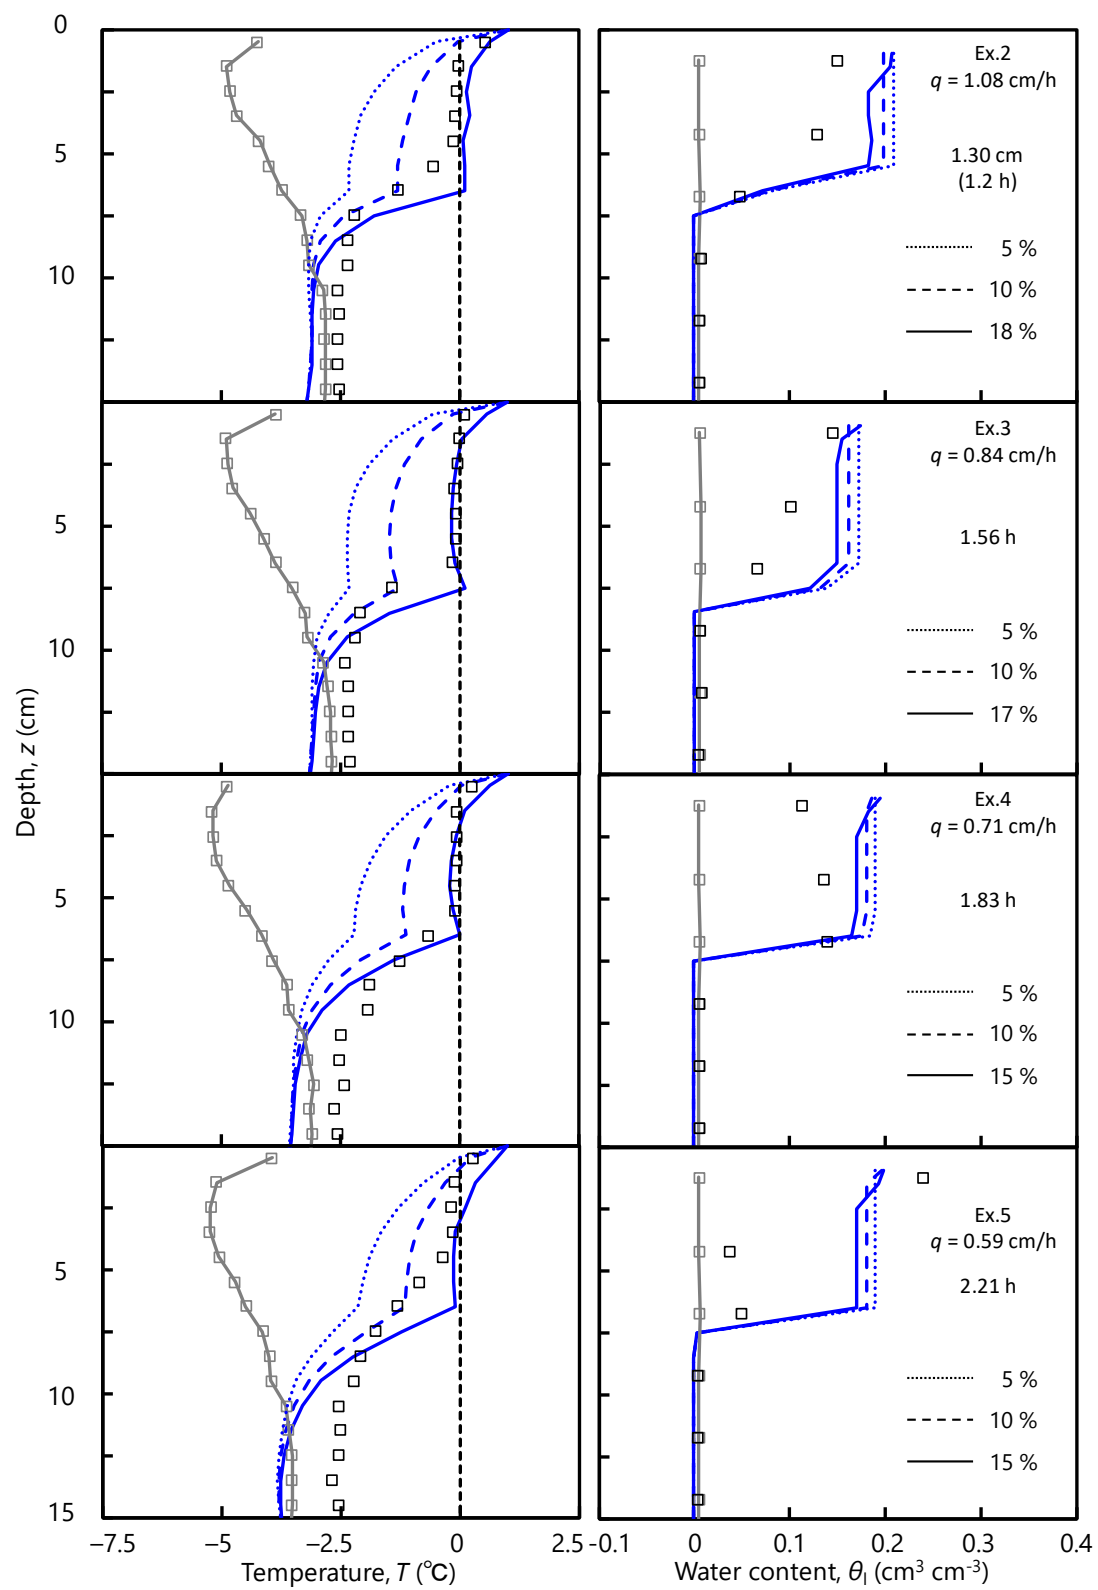 0
5
10
5
10
5
10
5
10
15
Depth, z (cm)
−7.5
−5
−2.5
0
2.5
Temperature, T (°C)
Ex.2
q = 1.08 cm/h
1.30 cm
(1.2 h)
5 %
10 %
18 %
Ex.3
q = 0.84 cm/h
1.56 h
5 %
10 %
17 %
Ex.4
q = 0.71 cm/h
1.83 h
5 %
10 %
15 %
Ex.5
q = 0.59 cm/h
2.21 h
5 %
10 %
15 %
-0.1
0
0.1
0.2
0.3
0.4
Water content, θl (cm³ cm⁻³)